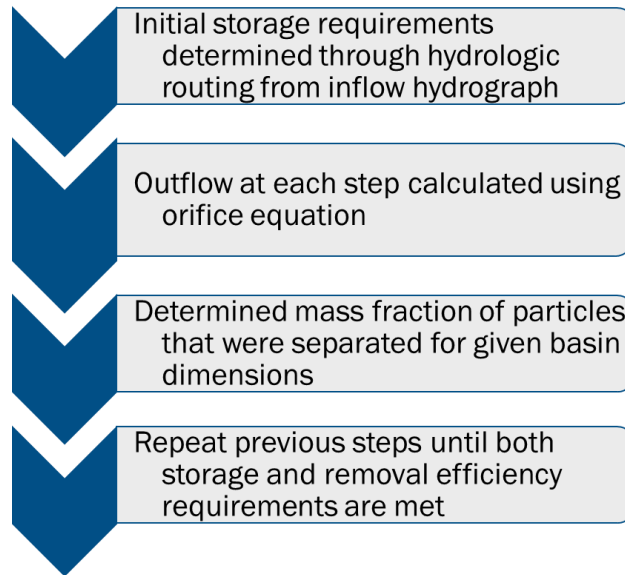 Initial storage requirements
determined through hydrologic
routing from inflow hydrograph
Outflow at each step calculated using
orifice equation
Determined mass fraction of particles
that were separated for given basin
dimensions
Repeat previous steps until both
storage and removal efficiency
requirements are met